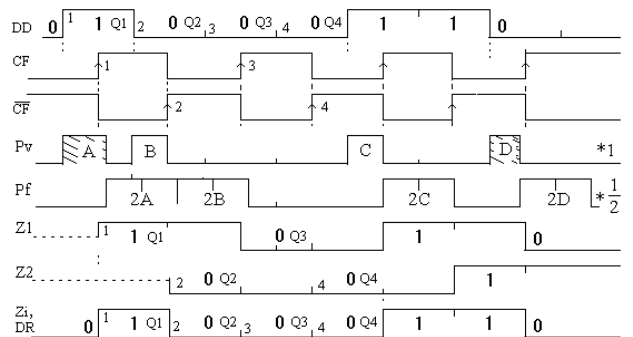 DD 0 1 1 Q1 2 0 Q2 3 0 Q3 4 0 Q4 1 1 0
CF 1 3
CF 2 4
Pv A B C D *1
Pf 2A 2B 2C 2D *1/2
Z1 1 1 Q1 0 Q3 1 0
Z2 2 0 Q2 4 0 Q4 1
Zi, DR 0 1 1 Q1 2 0 Q2 3 0 Q3 4 0 Q4 1 1 0